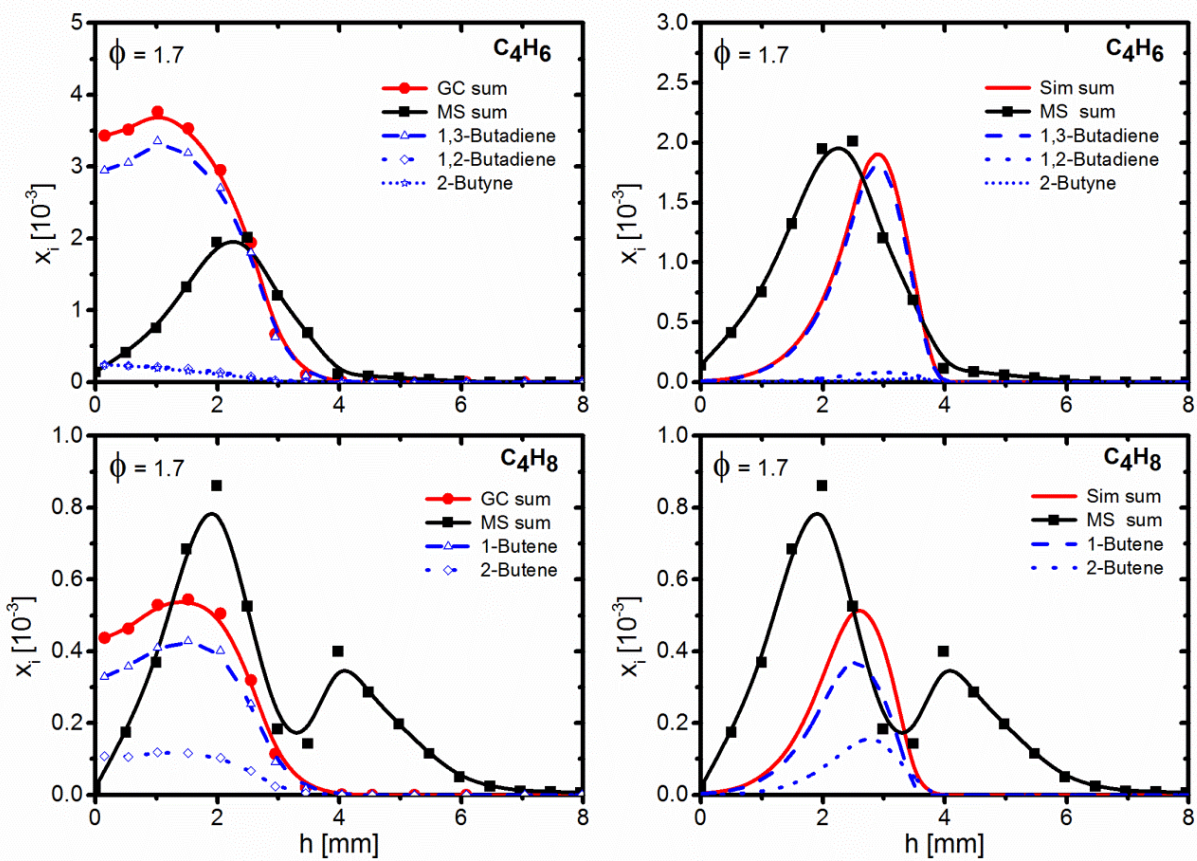 ϕ = 1.7
C4H6
GC sum
MS sum
1,3-Butadiene
1,2-Butadiene
2-Butyne
xi [10-3]
5
4
3
2
1
0
0 2 4 6 8
ϕ = 1.7
C4H6
Sim sum
MS sum
1,3-Butadiene
1,2-Butadiene
2-Butyne
xi [10-3]
3.0
2.5
2.0
1.5
1.0
0.5
0.0
0 2 4 6 8
ϕ = 1.7
C4H8
GC sum
MS sum
1-Butene
2-Butene
xi [10-3]
1.0
0.8
0.6
0.4
0.2
0.0
0 2 4 6 8
h [mm]
ϕ = 1.7
C4H8
Sim sum
MS sum
1-Butene
2-Butene
xi [10-3]
1.0
0.8
0.6
0.4
0.2
0.0
0 2 4 6 8
h [mm]